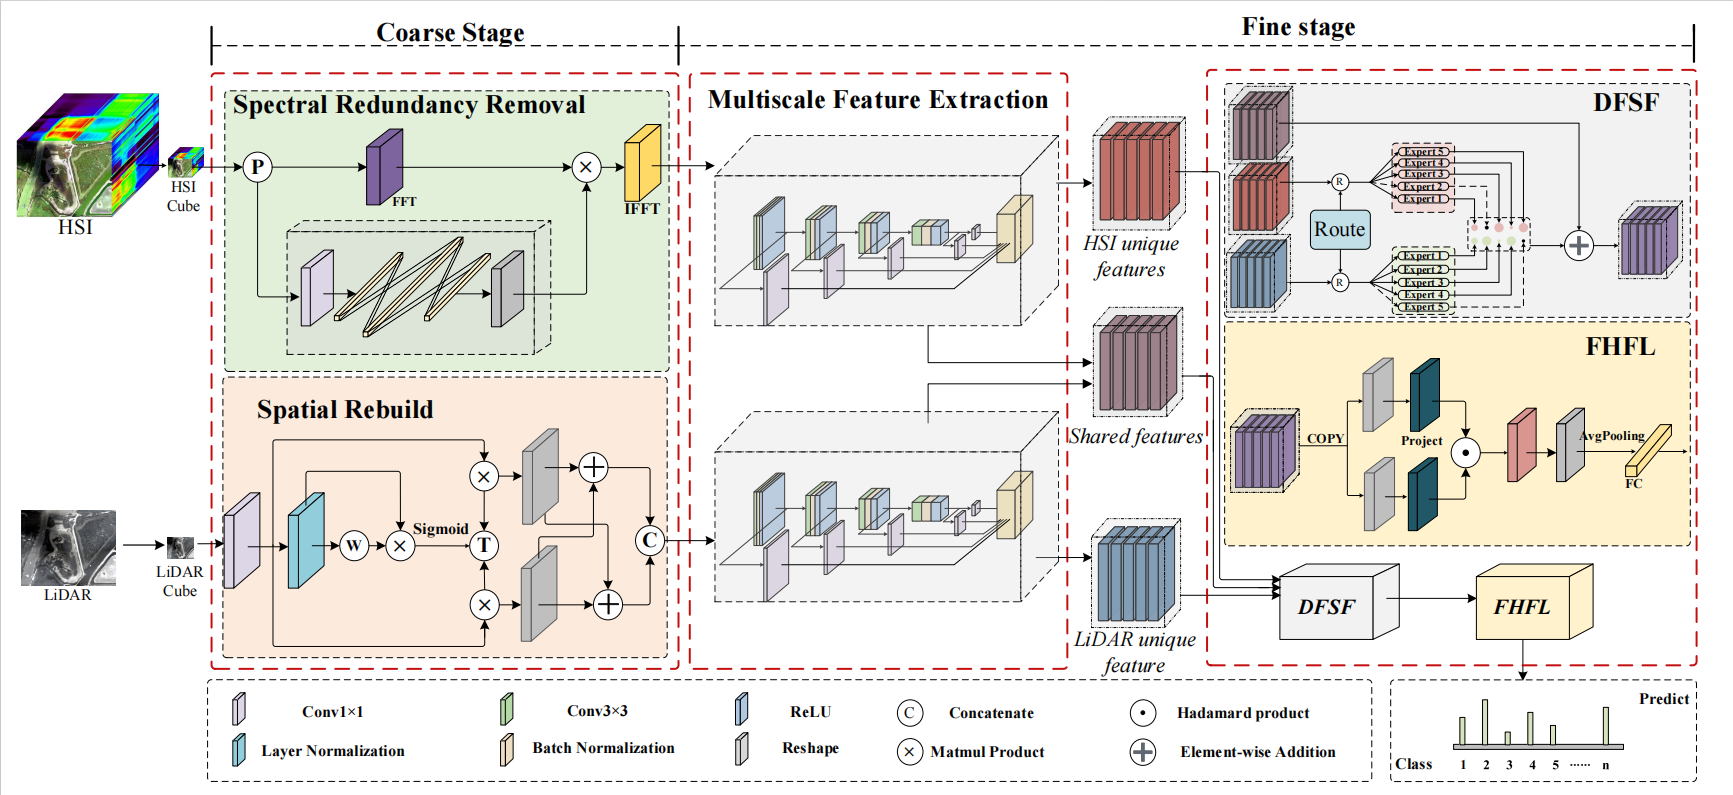 Coarse Stage
Fine stage
Spectral Redundancy Removal
P
FFT
×
IFFT
HSI
HSI
Cube
Spatial Rebuild
W
×
Sigmoid
×
T
×
+
+
C
LiDAR
LiDAR
Cube
Multiscale Feature Extraction
HSI unique
features
Shared features
LiDAR unique
feature
DFSF
R
Route
R
Expert 5
Expert 4
Expert 3
Expert 2
Expert 1
Expert 1
Expert 2
Expert 3
Expert 4
Expert 5
+
FHFL
COPY
Project
AvgPooling
FC
DFSF
FHFL
Conv1×1
Conv3×3
ReLU
C
Concatenate
Hadamard product
Layer Normalization
Batch Normalization
Reshape
×
Matmul Product
+
Element-wise Addition
Predict
Class 1 2 3 4 5 ...... n